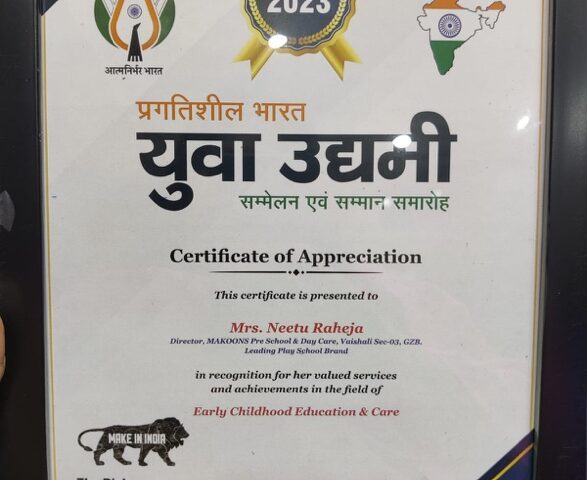 2023
आत्मनिर्भर भारत
प्रगतिशील भारत
युवा उद्यमी
सम्मेलन एवं सम्मान समारोह
Certificate of Appreciation
This certificate is presented to
Mrs. Neetu Raheja
Director, MAKOONS Pre School & Day Care, Vaishali Sec-03, GZB.
Leading Play School Brand
in recognition for her valued services
and achievements in the field of
Early Childhood Education & Care
MAKE IN INDIA